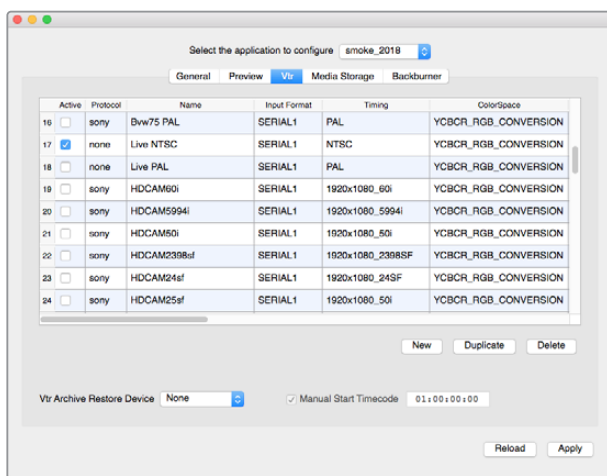 Select the application to configure smoke_2018
General Preview Vtr Media Storage Backburner
Active Protocol Name Input Format Timing ColorSpace
16 sony Bvw75 PAL SERIAL1 PAL YCBCR_RGB_CONVERSION
17 none Live NTSC SERIAL1 NTSC YCBCR_RGB_CONVERSION
18 none Live PAL SERIAL1 PAL YCBCR_RGB_CONVERSION
19 sony HDCAM60i SERIAL1 1920x1080_60i YCBCR_RGB_CONVERSION
20 sony HDCAM5994i SERIAL1 1920x1080_5994i YCBCR_RGB_CONVERSION
21 sony HDCAM50i SERIAL1 1920x1080_50i YCBCR_RGB_CONVERSION
22 sony HDCAM2398sf SERIAL1 1920x1080_2398SF YCBCR_RGB_CONVERSION
23 sony HDCAM24sf SERIAL1 1920x1080_24SF YCBCR_RGB_CONVERSION
24 sony HDCAM25sf SERIAL1 1920x1080_50i YCBCR_RGB_CONVERSION
New Duplicate Delete
Vtr Archive Restore Device None Manual Start Timecode 01:00:00:00
Reload Apply